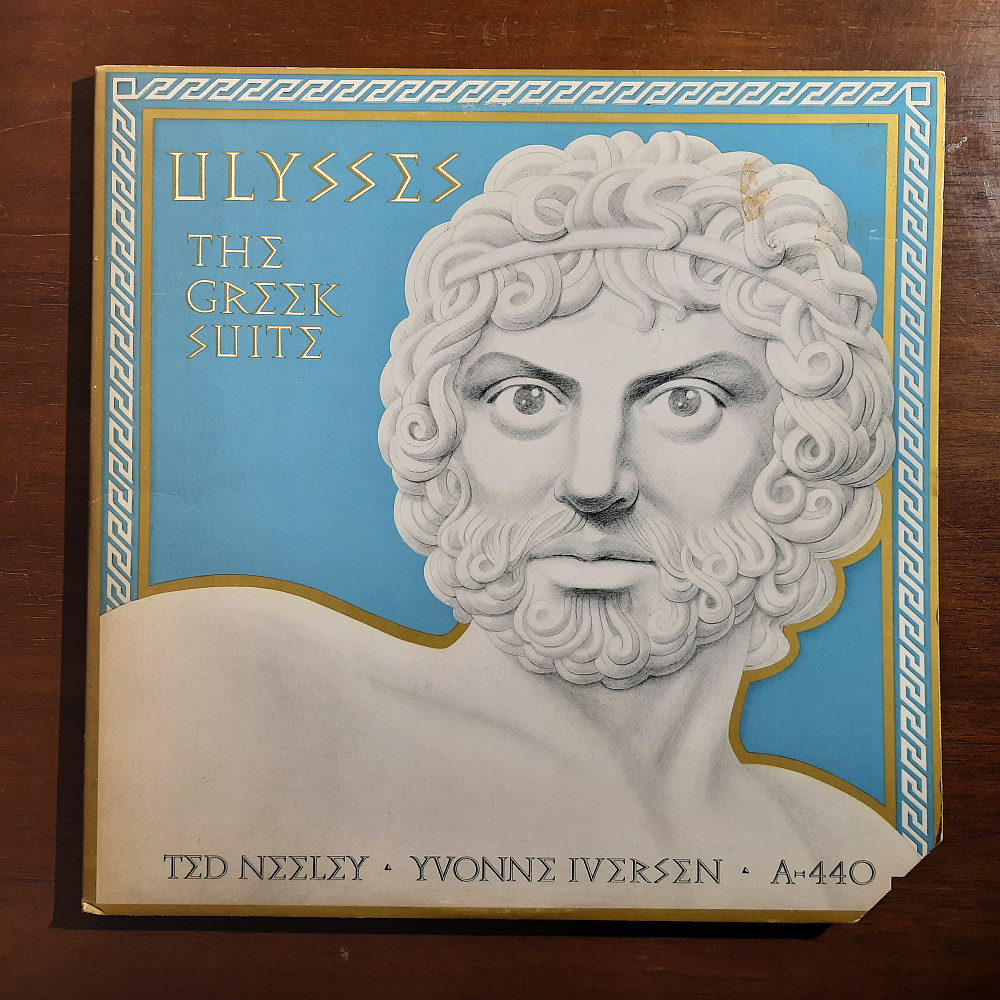 ULYSSES
THE
GREEK
SUITE
TED NEELEY • YVONNE IVERSEN • A-440